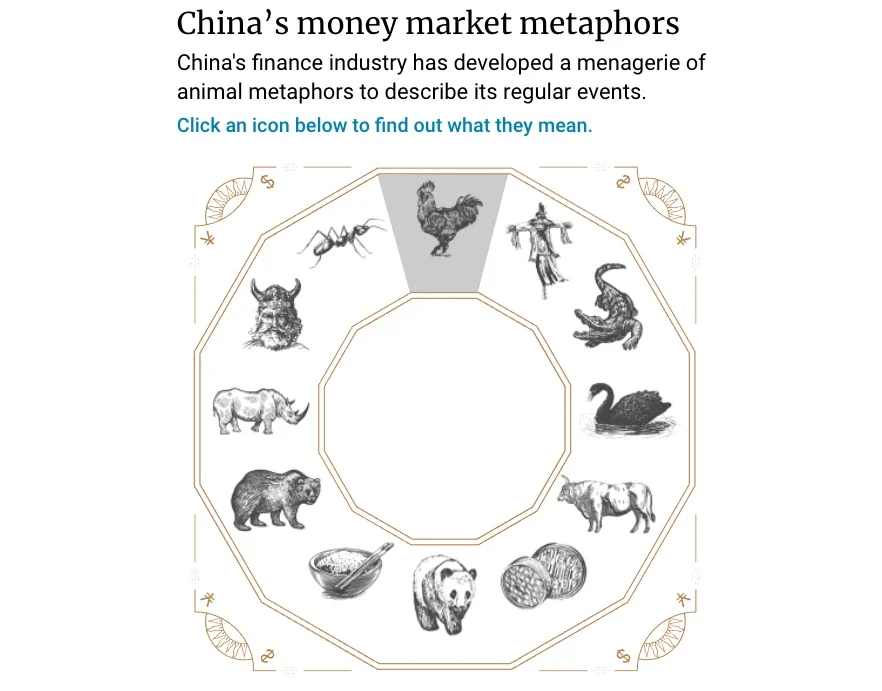 China’s money market metaphors
China's finance industry has developed a menagerie of
animal metaphors to describe its regular events.
Click an icon below to find out what they mean.